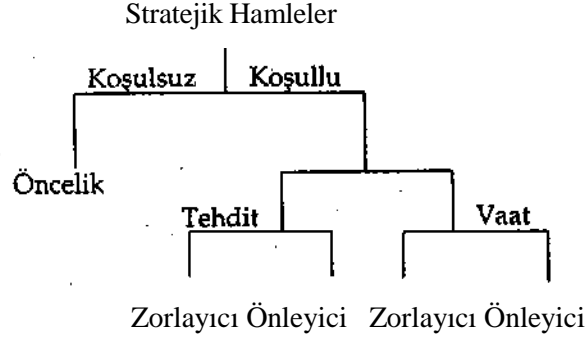 Stratejik Hamleler
Koşulsuz Koşullu
Öncelik
Tehdit Vaat
Zorlayıcı Önleyici Zorlayıcı Önleyici